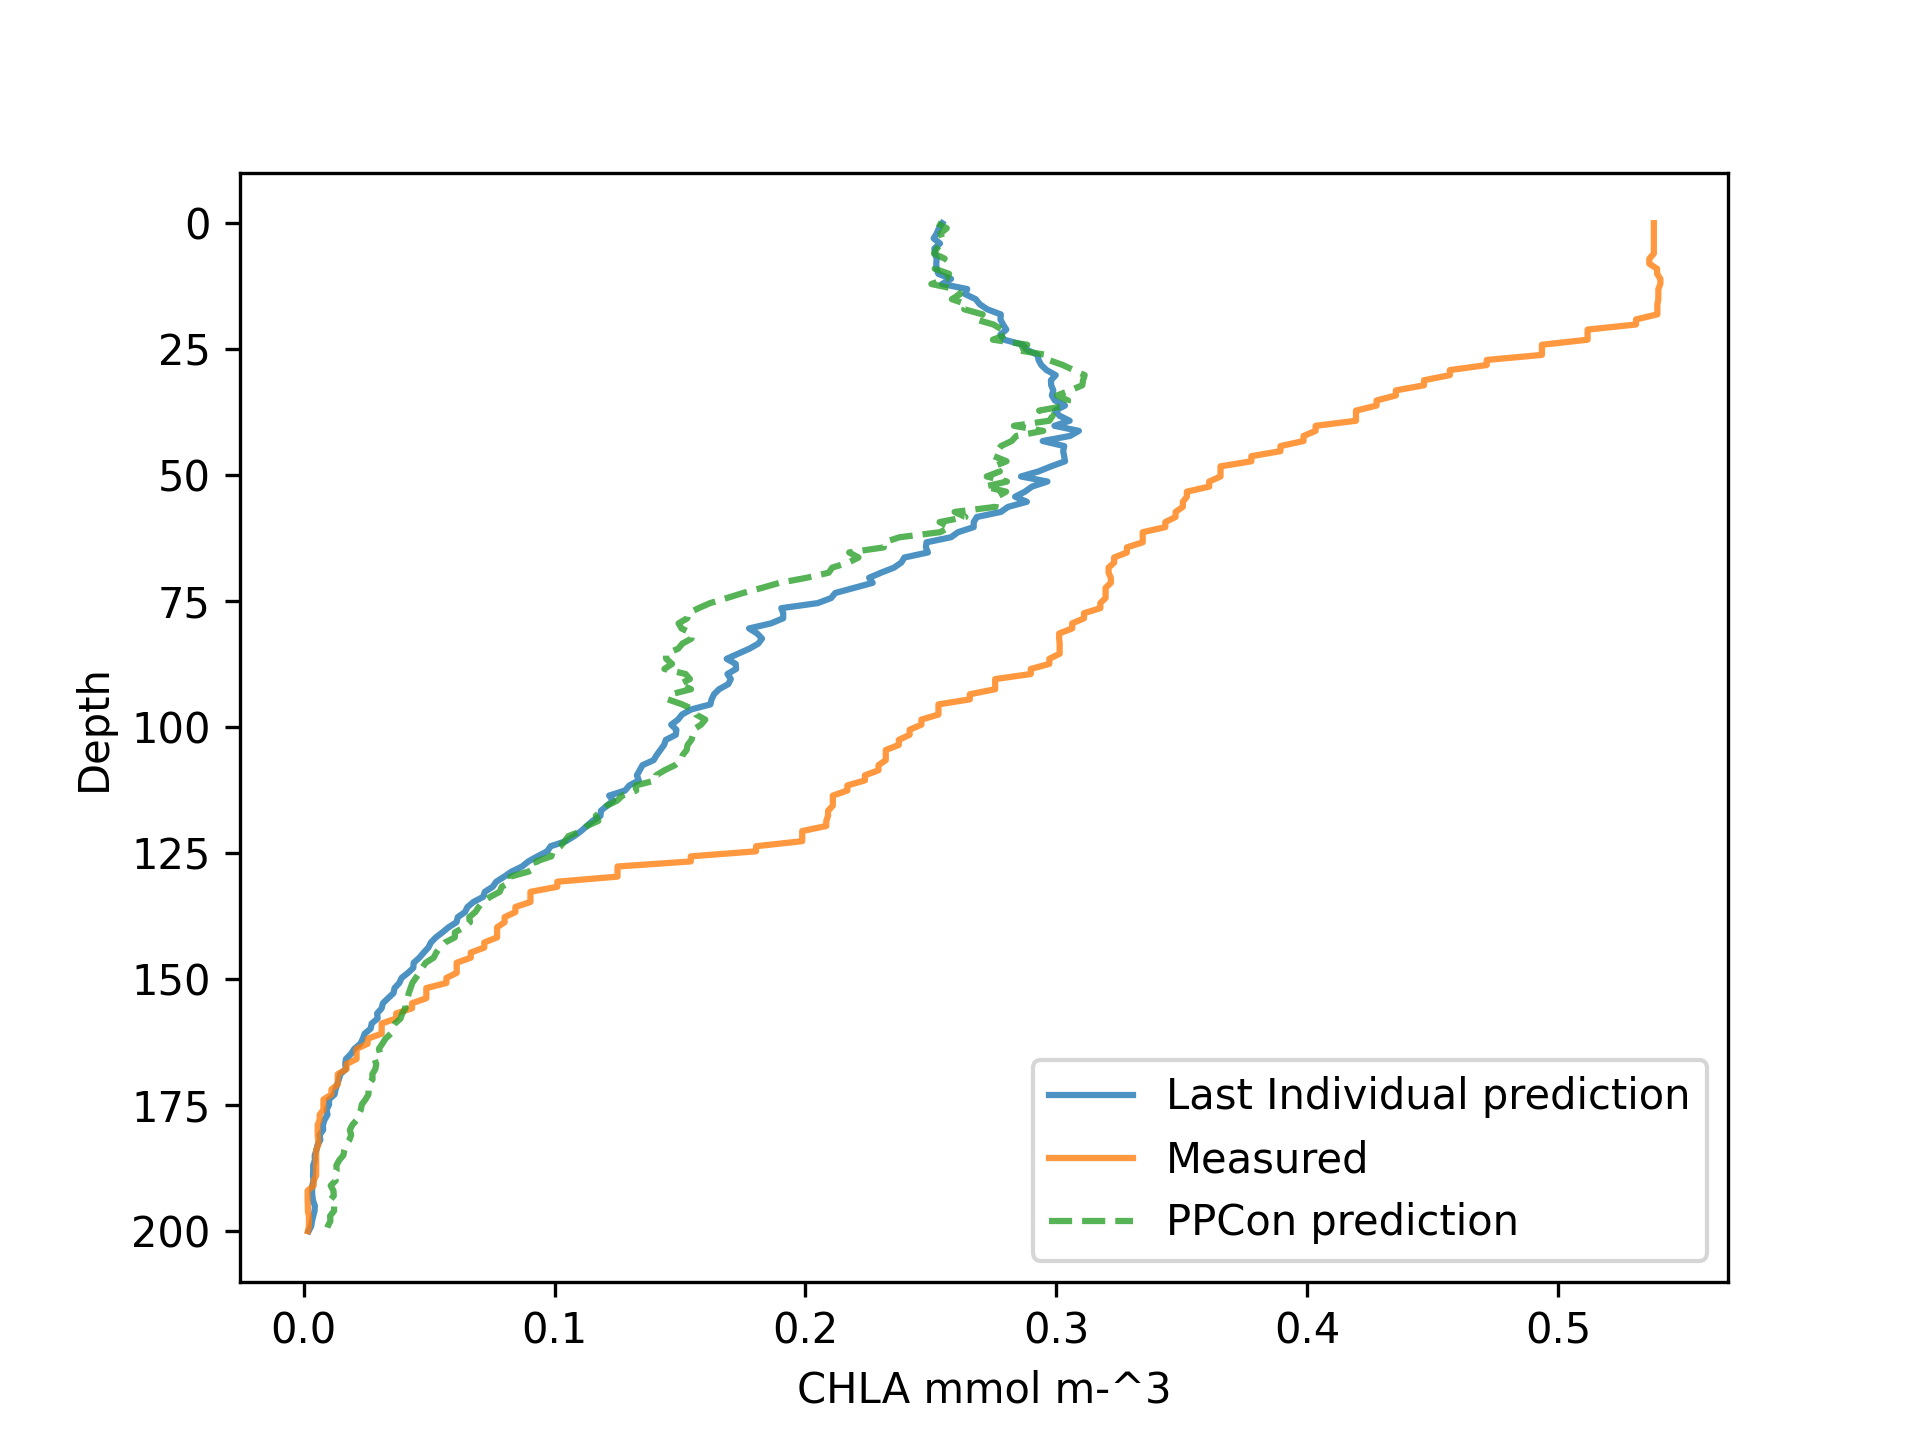 0
25
50
75
100
125
150
175
200
Depth
0.0 0.1 0.2 0.3 0.4 0.5
CHLA mmol m-^3
Last Individual prediction
Measured
PPCon prediction